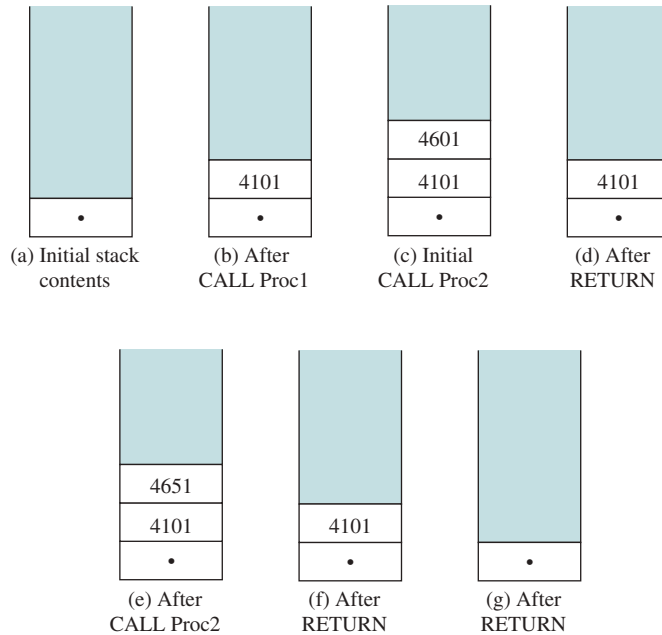 4601
4101
4101
4101
•
•
•
•
(a) Initial stack
contents
(b) After
CALL Proc1
(c) Initial
CALL Proc2
(d) After
RETURN
4651
4101
4101
•
•
•
(e) After
CALL Proc2
(f) After
RETURN
(g) After
RETURN